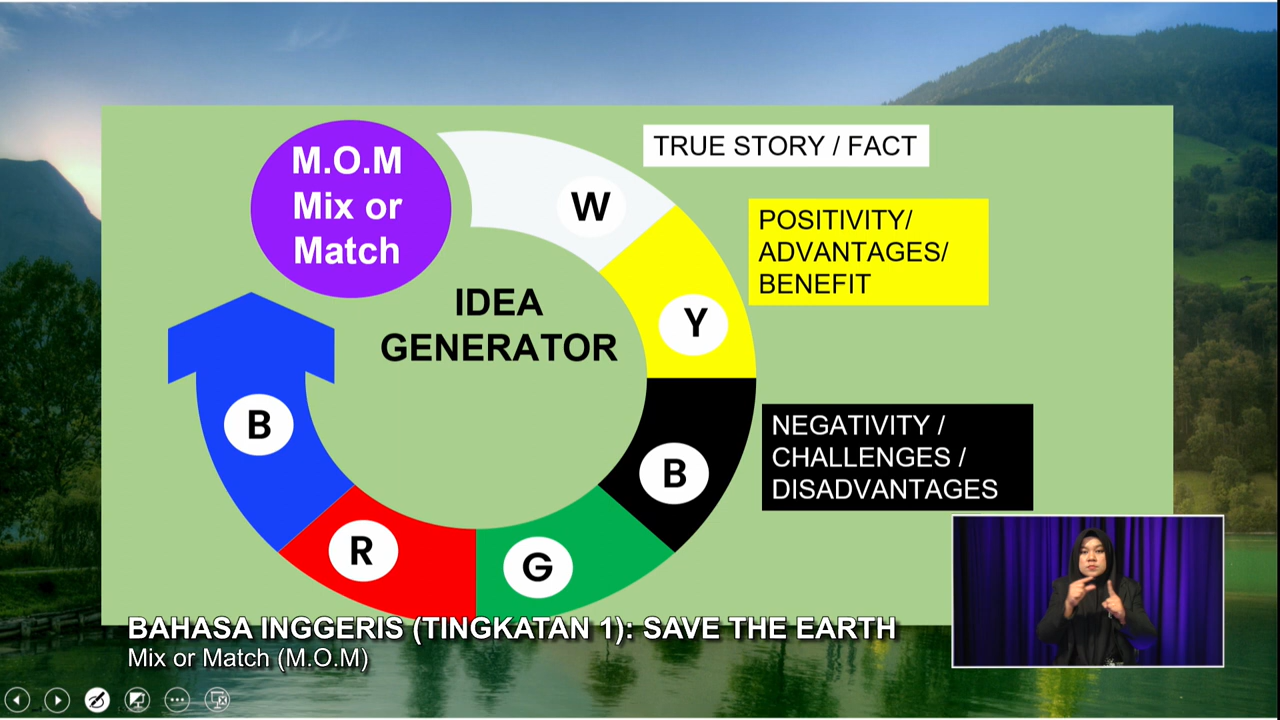 M.O.M
Mix or
Match
IDEA
GENERATOR
W
TRUE STORY / FACT
Y
POSITIVITY/
ADVANTAGES/
BENEFIT
B
NEGATIVITY /
CHALLENGES /
DISADVANTAGES
G
R
B
BAHASA INGGERIS (TINGKATAN 1): SAVE THE EARTH
Mix or Match (M.O.M)